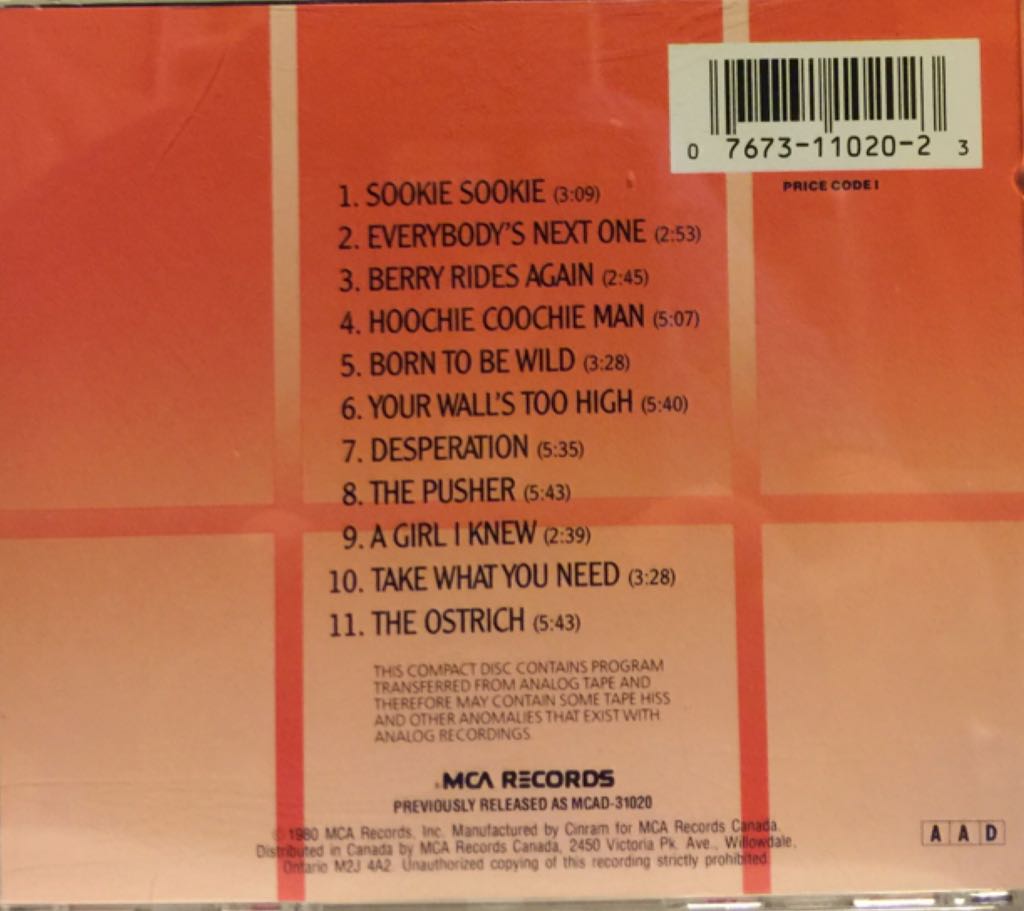 0 7673-11020-2 3
PRICE CODE I
1. SOOKIE SOOKIE (3:09)
2. EVERYBODY'S NEXT ONE (2:53)
3. BERRY RIDES AGAIN (2:45)
4. HOOCHIE COOCHIE MAN (5:07)
5. BORN TO BE WILD (3:28)
6. YOUR WALL'S TOO HIGH (5:40)
7. DESPERATION (5:35)
8. THE PUSHER (5:43)
9. A GIRL I KNEW (2:39)
10. TAKE WHAT YOU NEED (3:28)
11. THE OSTRICH (5:43)
THIS COMPACT DISC CONTAINS PROGRAM
TRANSFERRED FROM ANALOG TAPE AND
THEREFORE MAY CONTAIN SOME TAPE HISS
AND OTHER ANOMALIES THAT EXIST WITH
ANALOG RECORDINGS.
MCA RECORDS
PREVIOUSLY RELEASED AS MCAD-31020
© 1980 MCA Records, Inc. Manufactured by Cinram for MCA Records Canada.
Distributed in Canada by MCA Records Canada, 2450 Victoria Pk. Ave., Willowdale,
Ontario M2J 4A2. Unauthorized copying of this recording strictly prohibited.
A A D